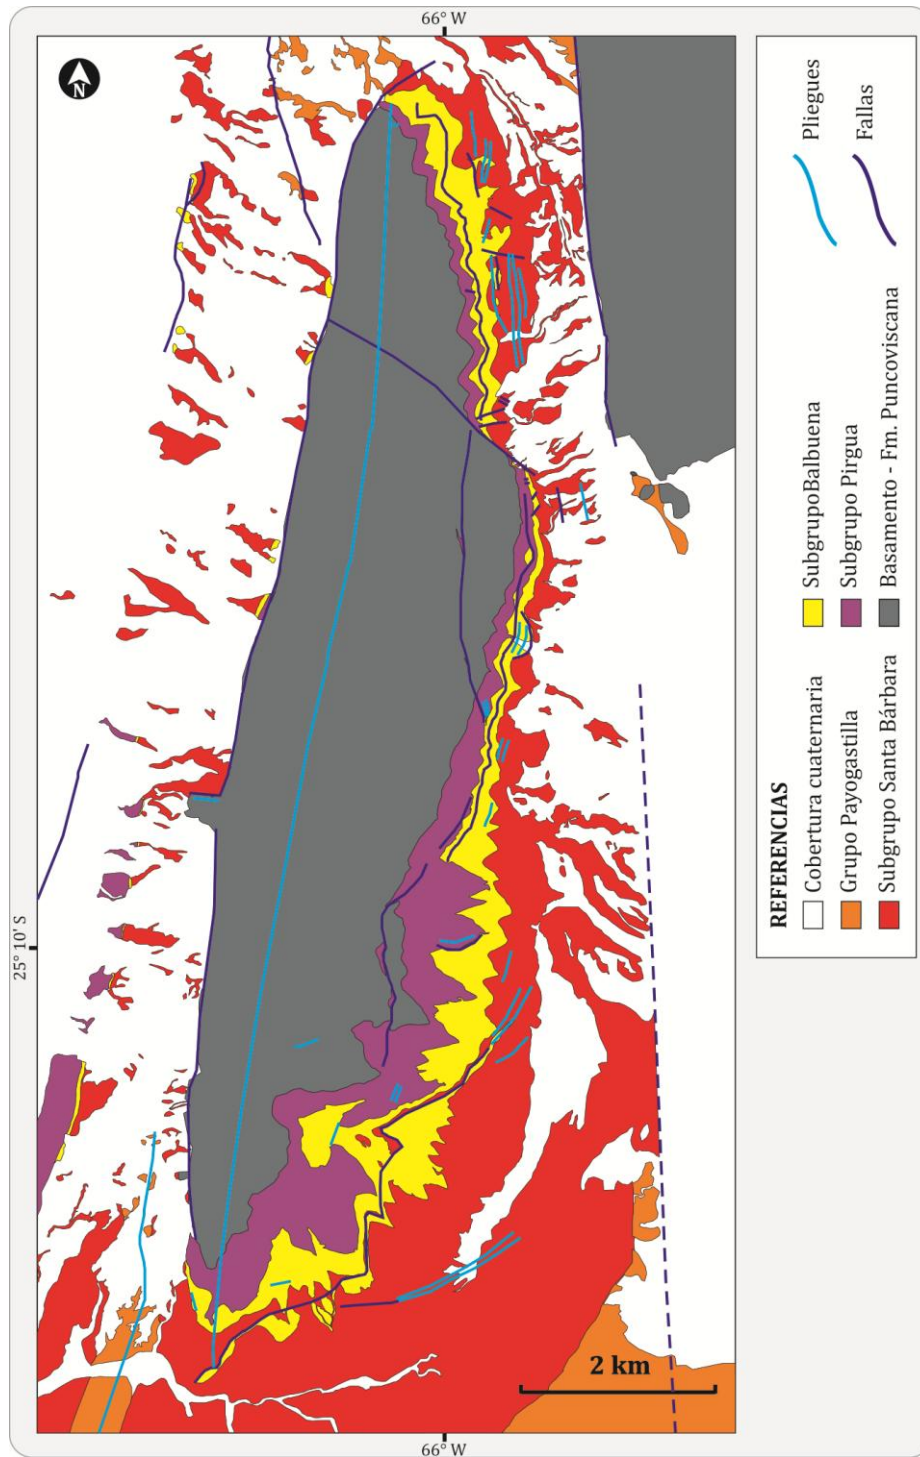 66° W
N
25° 10' S
2 km
66° W
REFERENCIAS
Cobertura cuaternaria
Grupo Payogastilla
Subgrupo Santa Bárbara
SubgrupoBalbuena
Subgrupo Pirgua
Basamento - Fm. Puncoviscana
Pliegues
Fallas